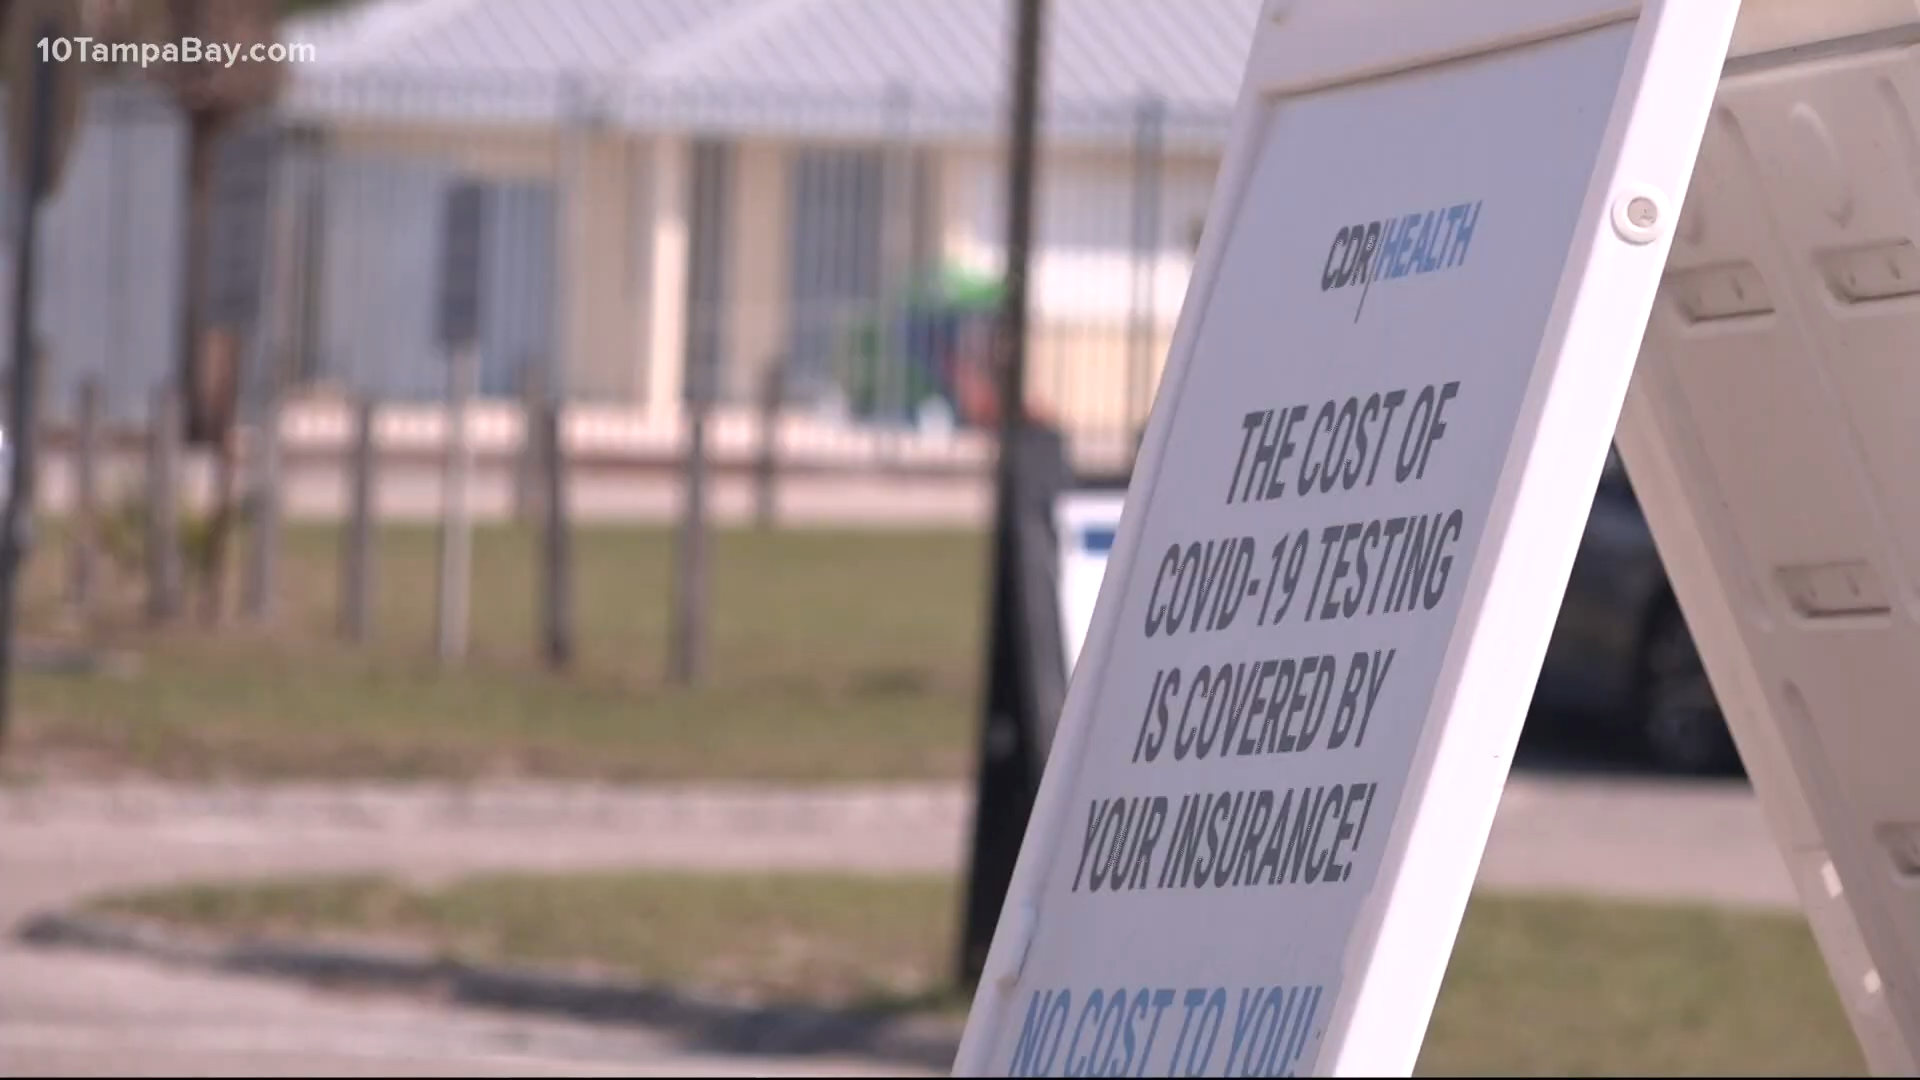 10TampaBay.com
CDR/HEALTH
THE COST OF
COVID-19 TESTING
IS COVERED BY
YOUR INSURANCE!
NO COST TO YOU!